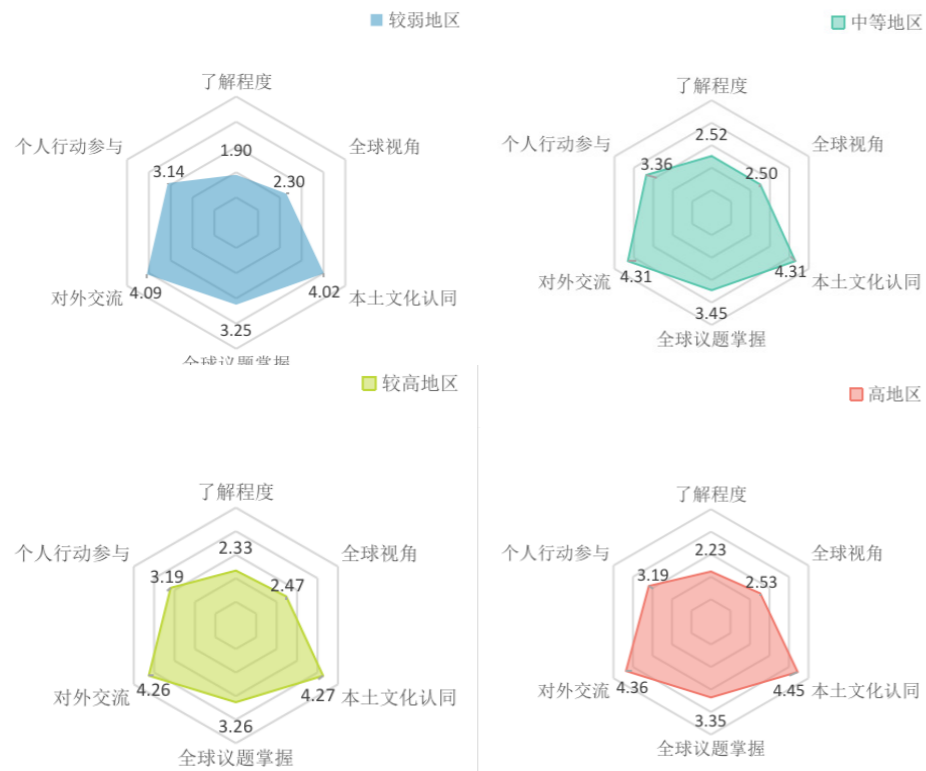 较弱地区
了解程度
个人行动参与
全球视角
1.90
3.14
2.30
对外交流
4.09
4.02
本土文化认同
3.25
全球议题掌握
中等地区
了解程度
个人行动参与
全球视角
2.52
3.36
2.50
对外交流
4.31
4.31
本土文化认同
3.45
全球议题掌握
较高地区
了解程度
个人行动参与
全球视角
2.33
3.19
2.47
对外交流
4.26
4.27
本土文化认同
3.26
全球议题掌握
高地区
了解程度
个人行动参与
全球视角
2.23
3.19
2.53
对外交流
4.36
4.45
本土文化认同
3.35
全球议题掌握